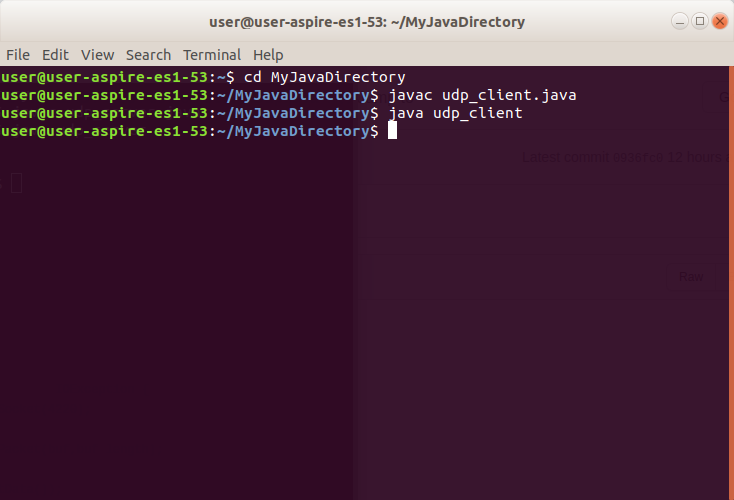 user@user-aspire-es1-53: ~/MyJavaDirectory
File Edit View Search Terminal Help
user@user-aspire-es1-53:~$ cd MyJavaDirectory
user@user-aspire-es1-53:~/MyJavaDirectory$ javac udp_client.java
user@user-aspire-es1-53:~/MyJavaDirectory$ java udp_client
user@user-aspire-es1-53:~/MyJavaDirectory$
Latest commit 12 hours
Raw